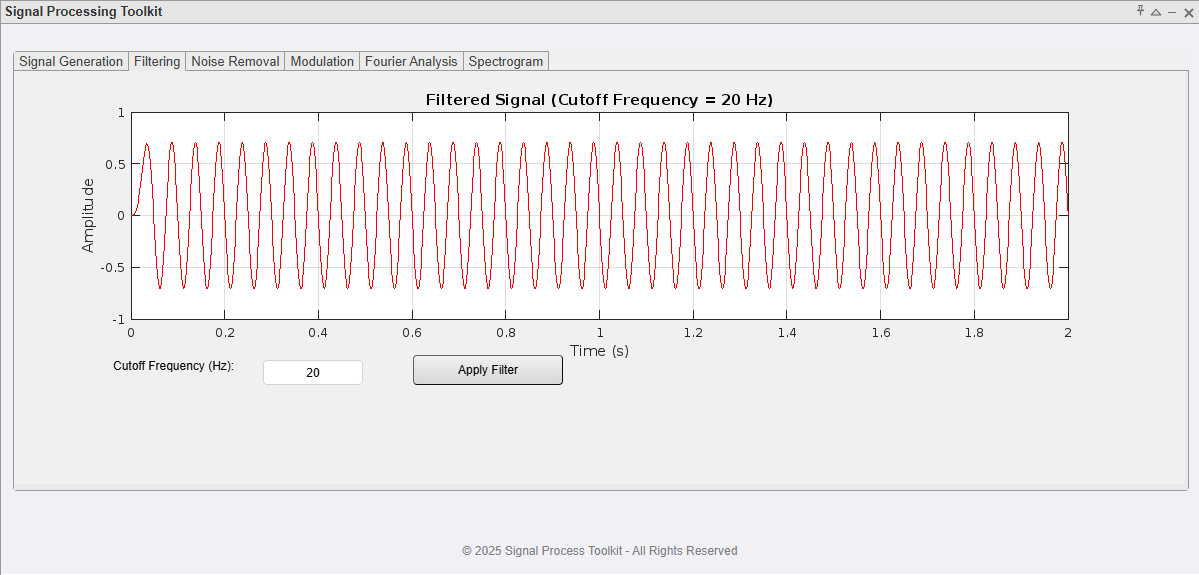 Signal Processing Toolkit
Signal Generation Filtering Noise Removal Modulation Fourier Analysis Spectrogram
Filtered Signal (Cutoff Frequency = 20 Hz)
1
0.5
0
-0.5
-1
Amplitude
0 0.2 0.4 0.6 0.8 1 1.2 1.4 1.6 1.8 2
Time (s)
Cutoff Frequency (Hz): 20 Apply Filter
© 2025 Signal Process Toolkit - All Rights Reserved